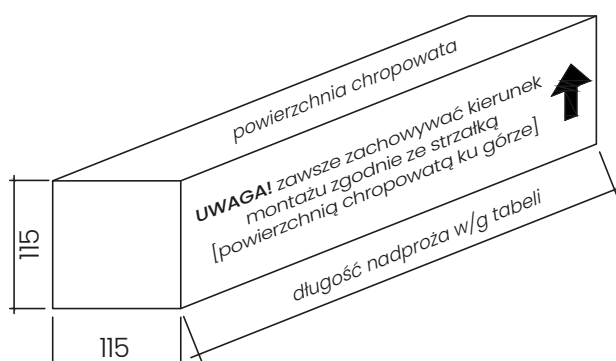 powierzchnia chropowata
UWAGA! zawsze zachowywać kierunek
montażu zgodnie ze strzałką
[powierzchnią chropowatą ku górze]
długość nadproża w/g tabeli
115
115